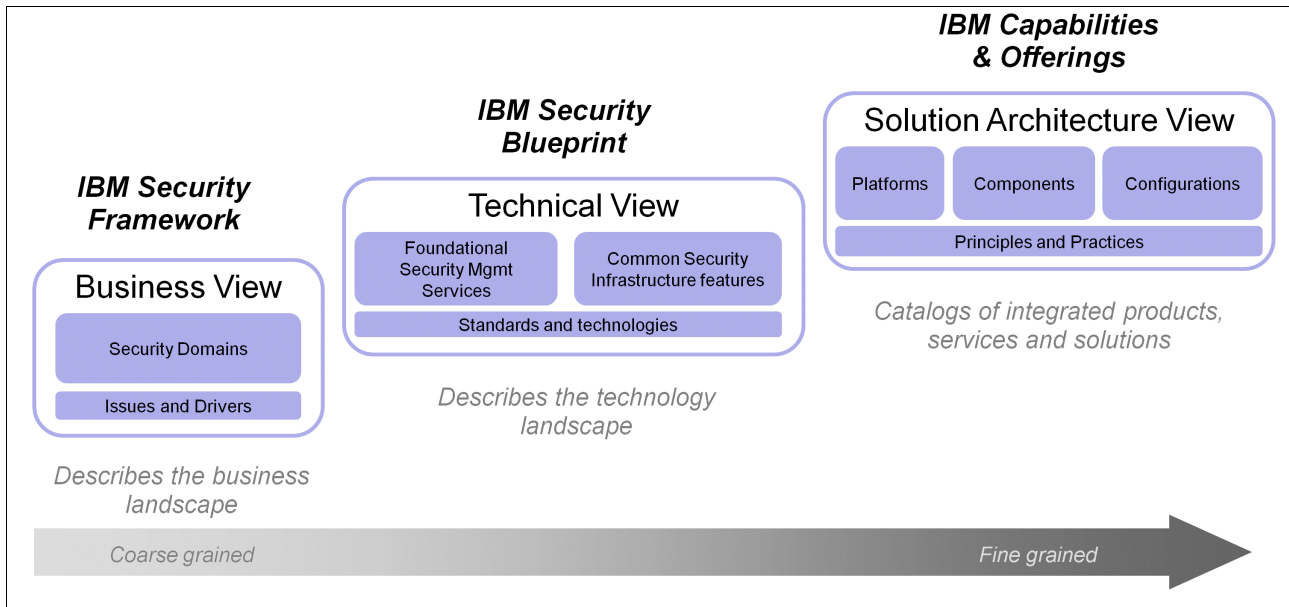 IBM Security
Framework
Business View
Security Domains
Issues and Drivers
Describes the business
landscape
IBM Security
Blueprint
Technical View
Foundational
Security Mgmt
Services
Common Security
Infrastructure features
Standards and technologies
Describes the technology
landscape
IBM Capabilities
& Offerings
Solution Architecture View
Platforms
Components
Configurations
Principles and Practices
Catalogs of integrated products,
services and solutions
Coarse grained
Fine grained